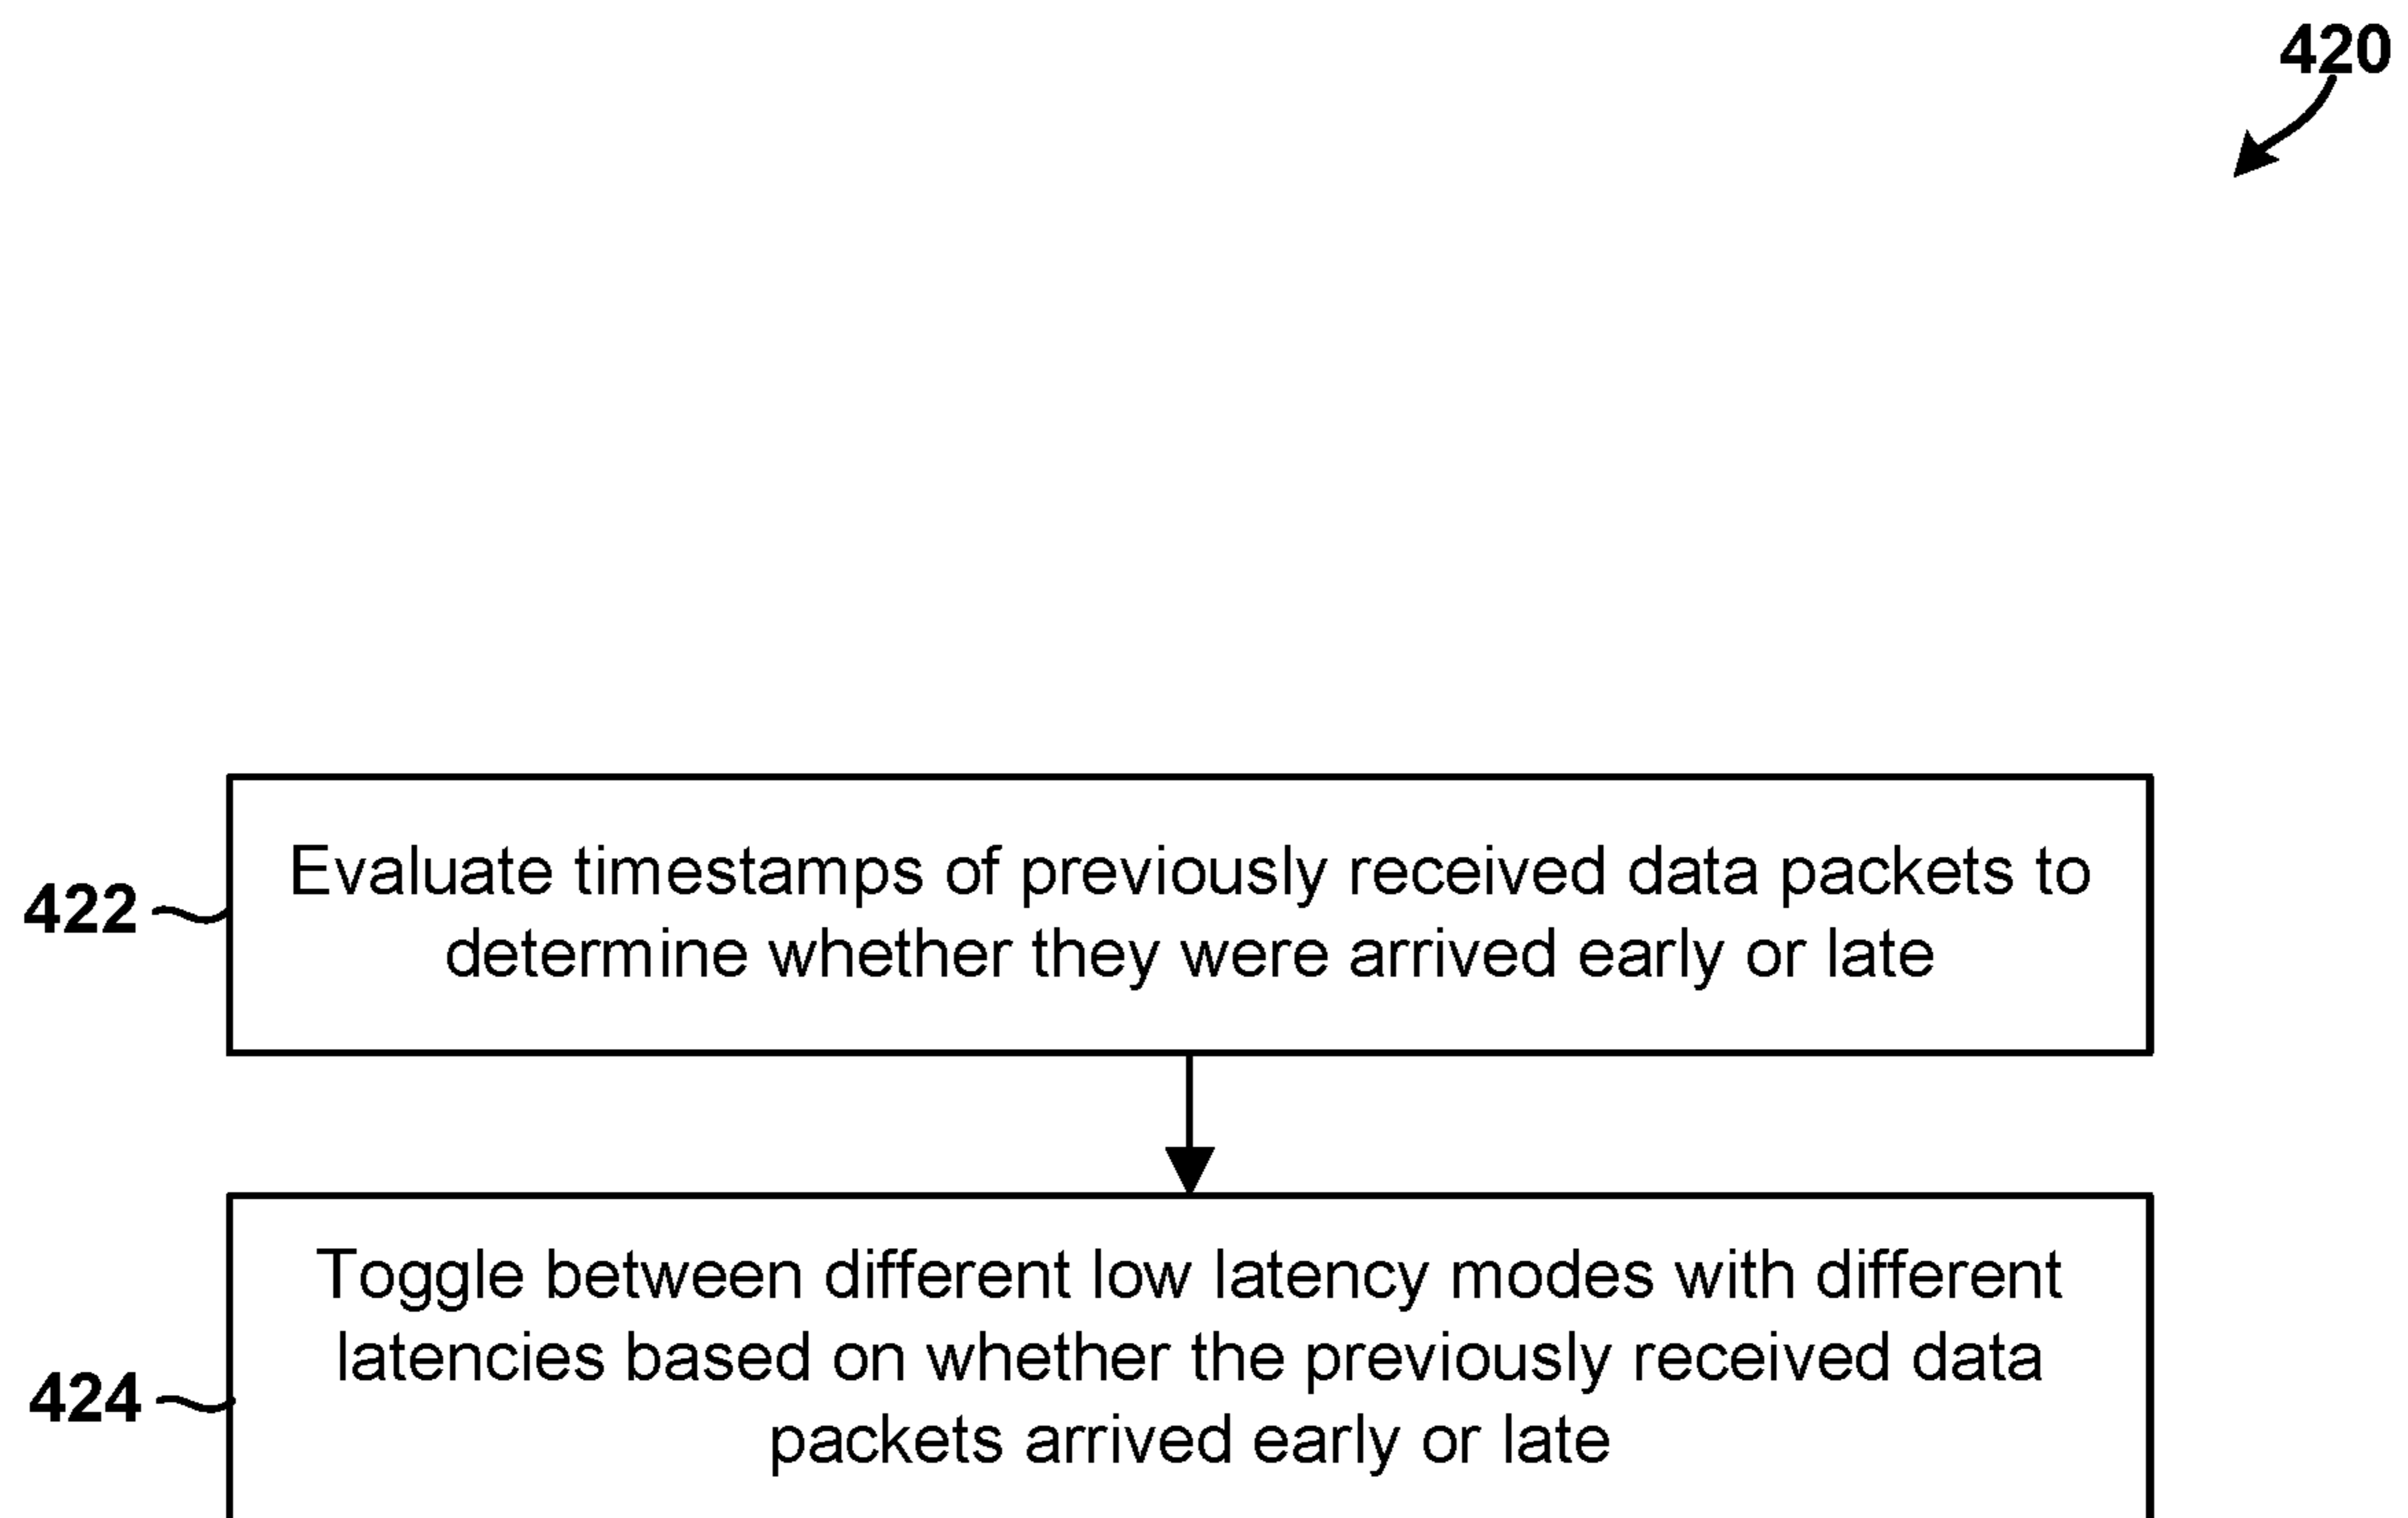 420
422
Evaluate timestamps of previously received data packets to
determine whether they were arrived early or late
Toggle between different low latency modes with different
latencies based on whether the previously received data
424
packets arrived early or late